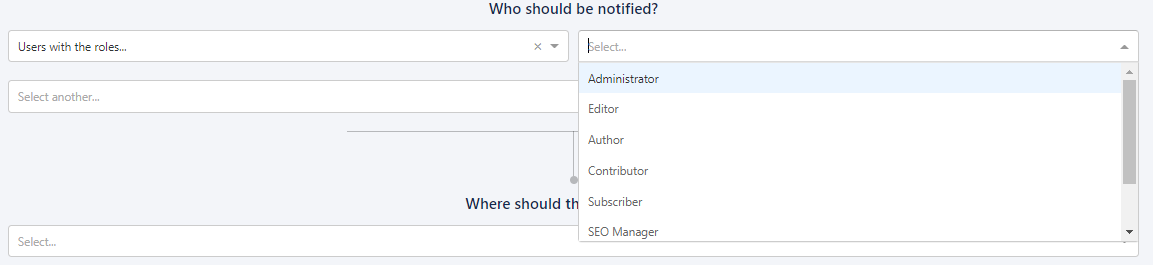 Who should be notified?
Users with the roles...
Select...
Administrator
Select another...
Editor
Author
Contributor
Subscriber
Where should th
SEO Manager
Select...